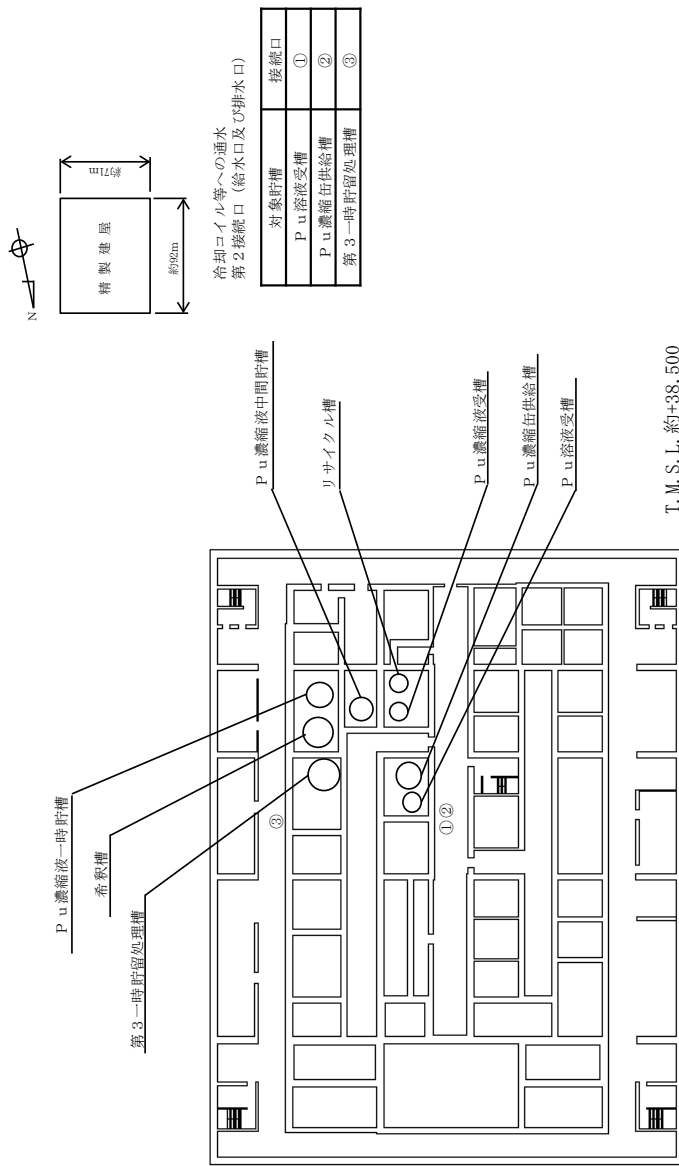 N
精製建屋
約92m
約71m
冷却コイル等への通水
第2接続口（給水口及び排水口）
対象貯槽 接続口
Pu溶液受槽 ①
Pu濃縮缶供給槽 ②
第3一時貯留処理槽 ③
Pu濃縮液一時貯槽
希釈槽
第3一時貯留処理槽
Pu濃縮液中間貯槽
リサイクル槽
Pu濃縮液受槽
Pu濃縮缶供給槽
Pu溶液受槽
③
①②
T.M.S.L.約+38,500